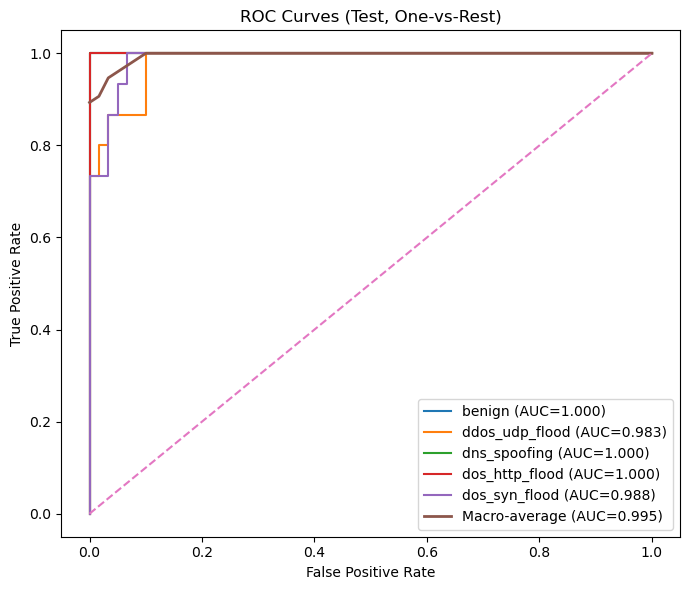 ROC Curves (Test, One-vs-Rest)
1.0
0.8
0.6
0.4
0.2
0.0
True Positive Rate
benign (AUC=1.000)
ddos_udp_flood (AUC=0.983)
dns_spoofing (AUC=1.000)
dos_http_flood (AUC=1.000)
dos_syn_flood (AUC=0.988)
Macro-average (AUC=0.995)
0.0 0.2 0.4 0.6 0.8 1.0
False Positive Rate